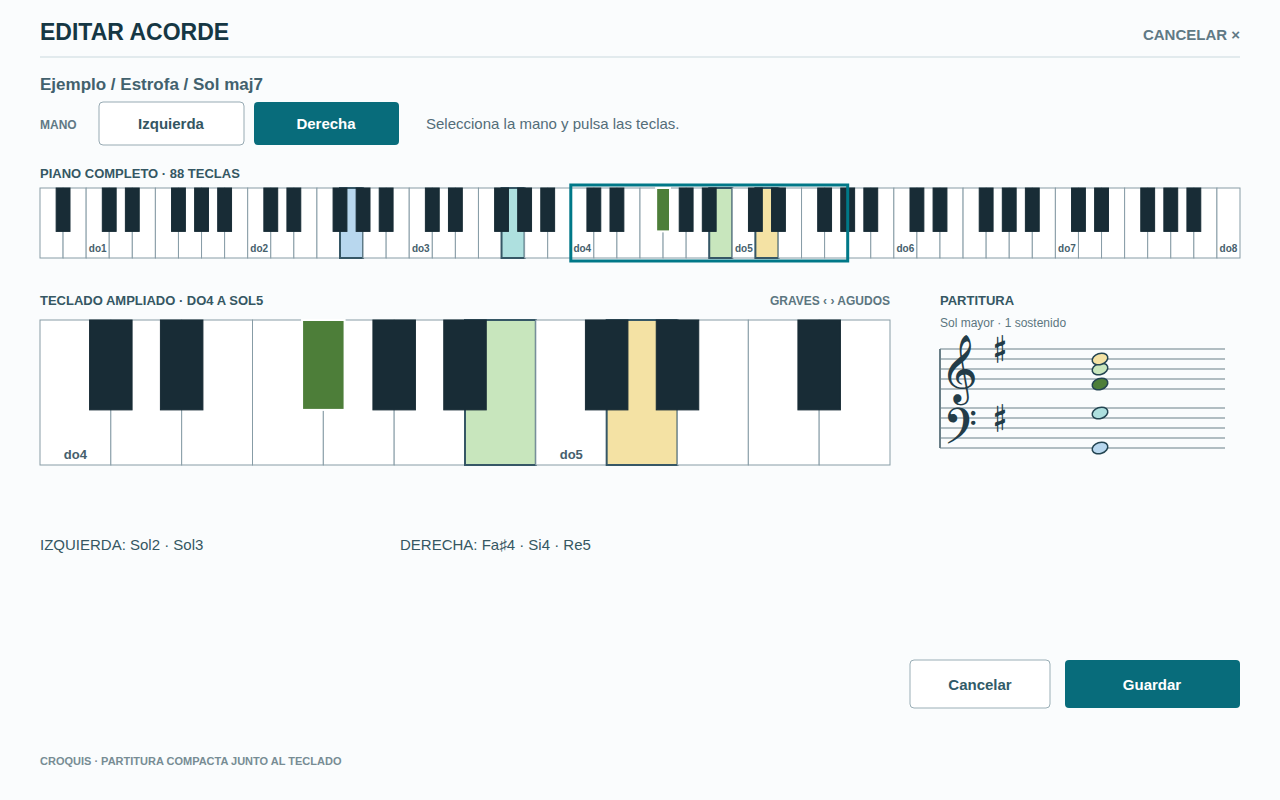 EDITAR ACORDE
CANCELAR ×
Ejemplo / Estrofa / Sol maj7
MANO
Izquierda
Derecha
Selecciona la mano y pulsa las teclas.
PIANO COMPLETO · 88 TECLAS
do1
do2
do3
do4
do5
do6
do7
do8
TECLADO AMPLIADO · DO4 A SOL5
GRAVES ‹ › AGUDOS
PARTITURA
Sol mayor · 1 sostenido
do4
do5
IZQUIERDA: Sol2 · Sol3
DERECHA: Fa♯4 · Si4 · Re5
Cancelar
Guardar
CROQUIS · PARTITURA COMPACTA JUNTO AL TECLADO